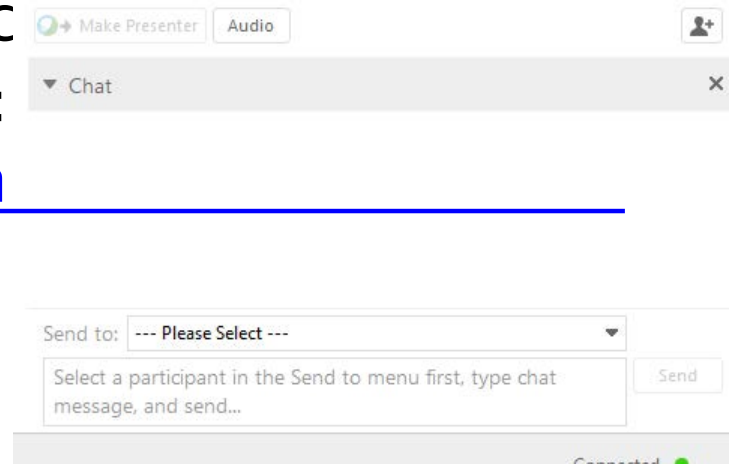 Make Presenter Audio
Chat
Send to: --- Please Select ---
Select a participant in the Send to menu first, type chat
message, and send...
Send
Connected